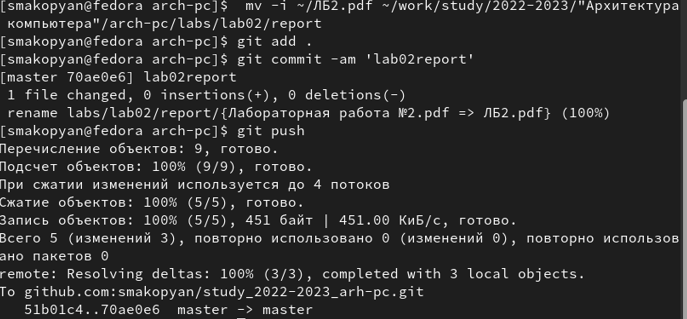 [smakopyan@fedora arch-pc]$  mv -i ~/ЛБ2.pdf ~/work/study/2022-2023/"Архитектура
 компьютера"/arch-pc/labs/lab02/report
[smakopyan@fedora arch-pc]$ git add .
[smakopyan@fedora arch-pc]$ git commit -am 'lab02report'
[master 70ae0e6] lab02report
 1 file changed, 0 insertions(+), 0 deletions(-)
 rename labs/lab02/report/{Лабораторная работа №2.pdf => ЛБ2.pdf} (100%)
[smakopyan@fedora arch-pc]$ git push
Перечисление объектов: 9, готово.
Подсчет объектов: 100% (9/9), готово.
При сжатии изменений используется до 4 потоков
Сжатие объектов: 100% (5/5), готово.
Запись объектов: 100% (5/5), 451 байт | 451.00 КиБ/с, готово.
Всего 5 (изменений 3), повторно использовано 0 (изменений 0), повторно использов
ано пакетов 0
remote: Resolving deltas: 100% (3/3), completed with 3 local objects.
To github.com:smakopyan/study_2022-2023_arh-pc.git
   51b01c4..70ae0e6  master -> master